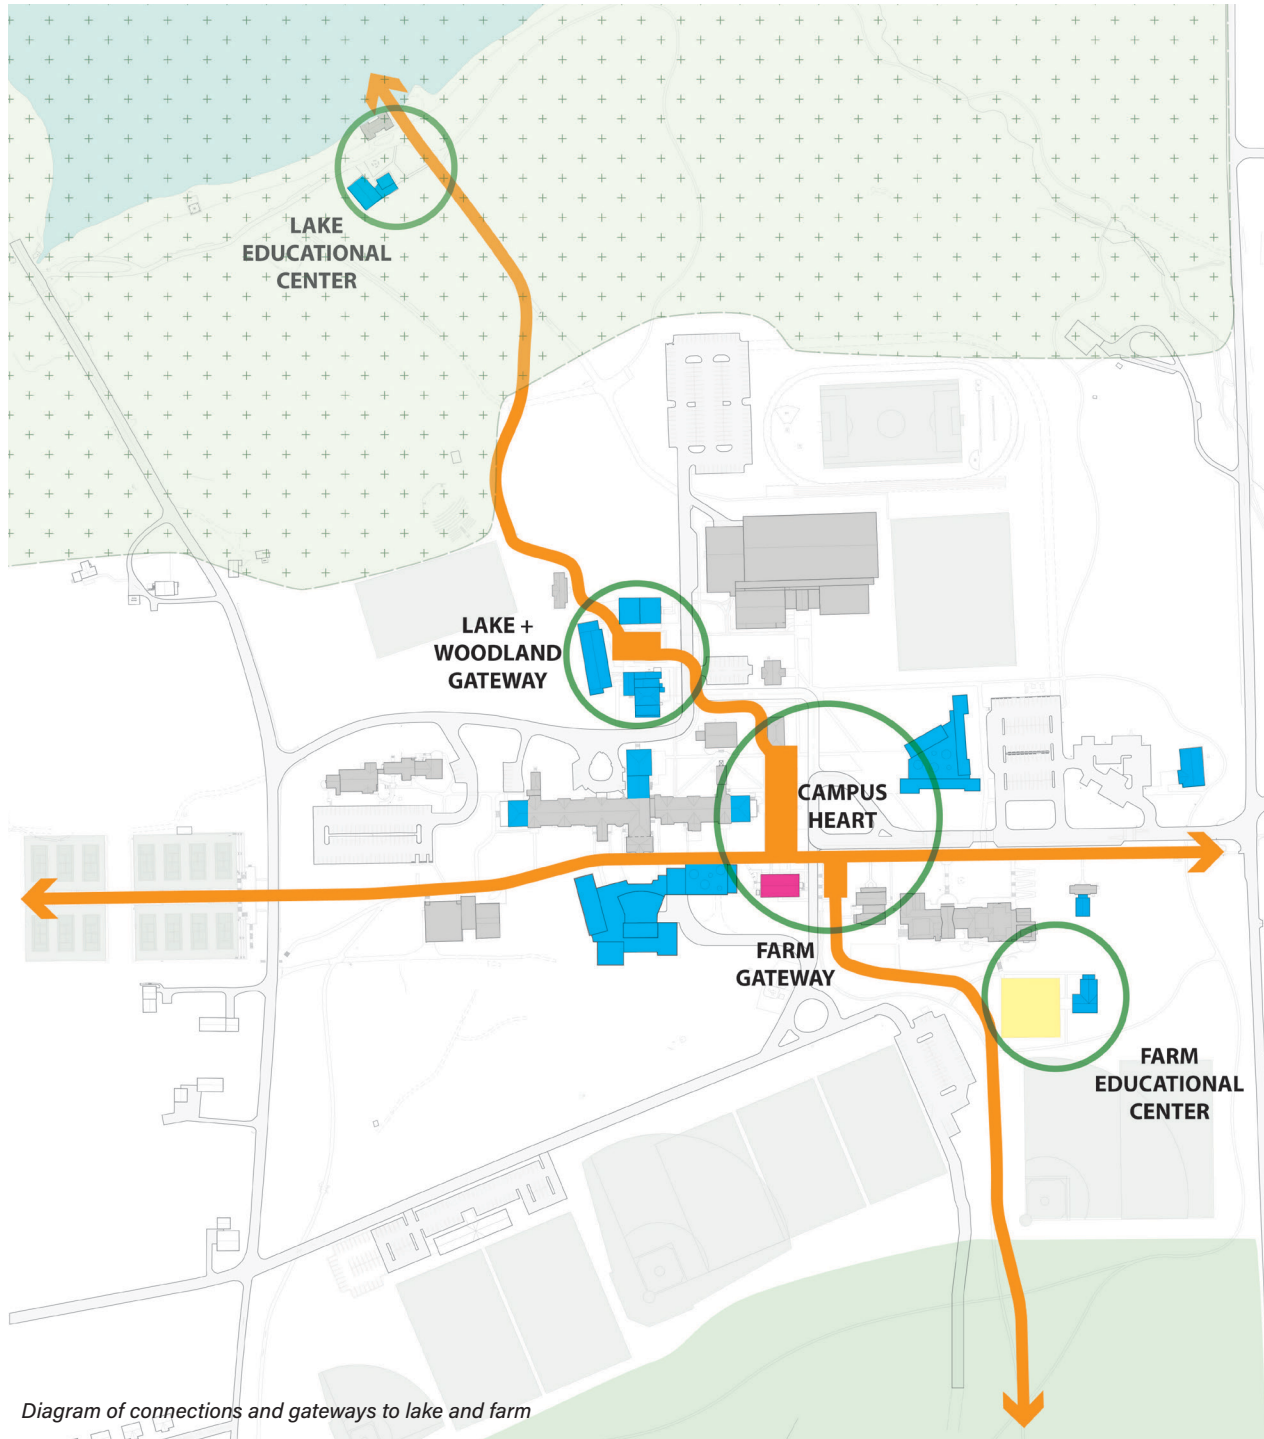 LAKE
EDUCATIONAL
CENTER
LAKE +
WOODLAND
GATEWAY
CAMPUS
HEART
FARM
GATEWAY
FARM
EDUCATIONAL
CENTER
Diagram of connections and gateways to lake and farm